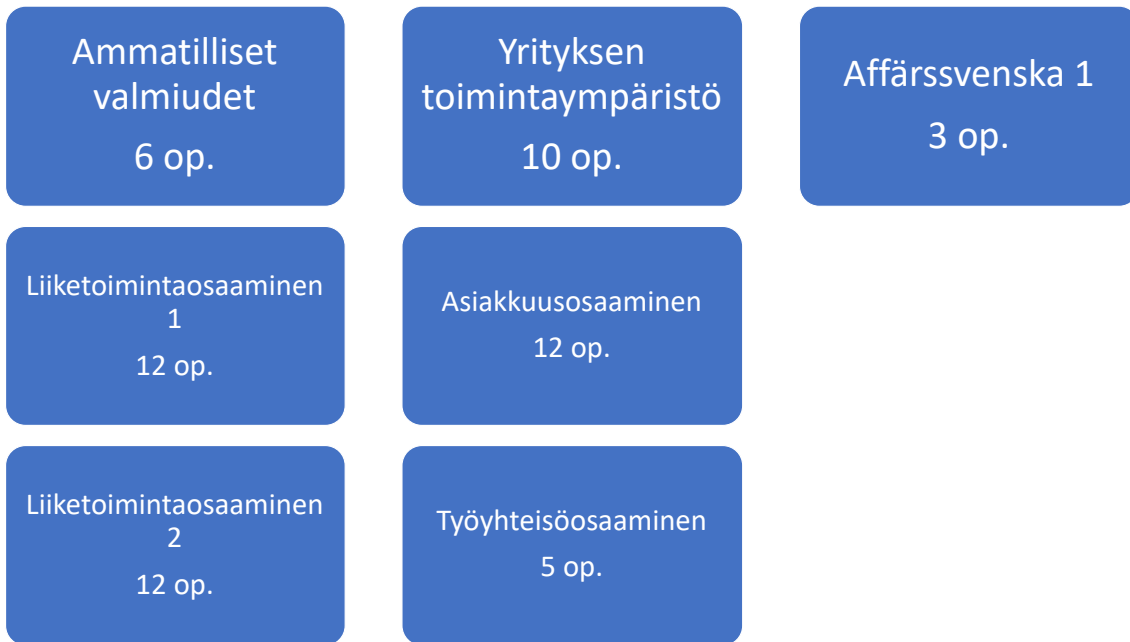 Ammatilliset
valmiudet
6 op.
Yrityksen
toimintaympäristö
10 op.
Affärssvenska 1
3 op.
Liiketoimintaosaaminen
1
12 op.
Asiakkuusosaaminen
12 op.
Liiketoimintaosaaminen
2
12 op.
Työyhteisöosaaminen
5 op.